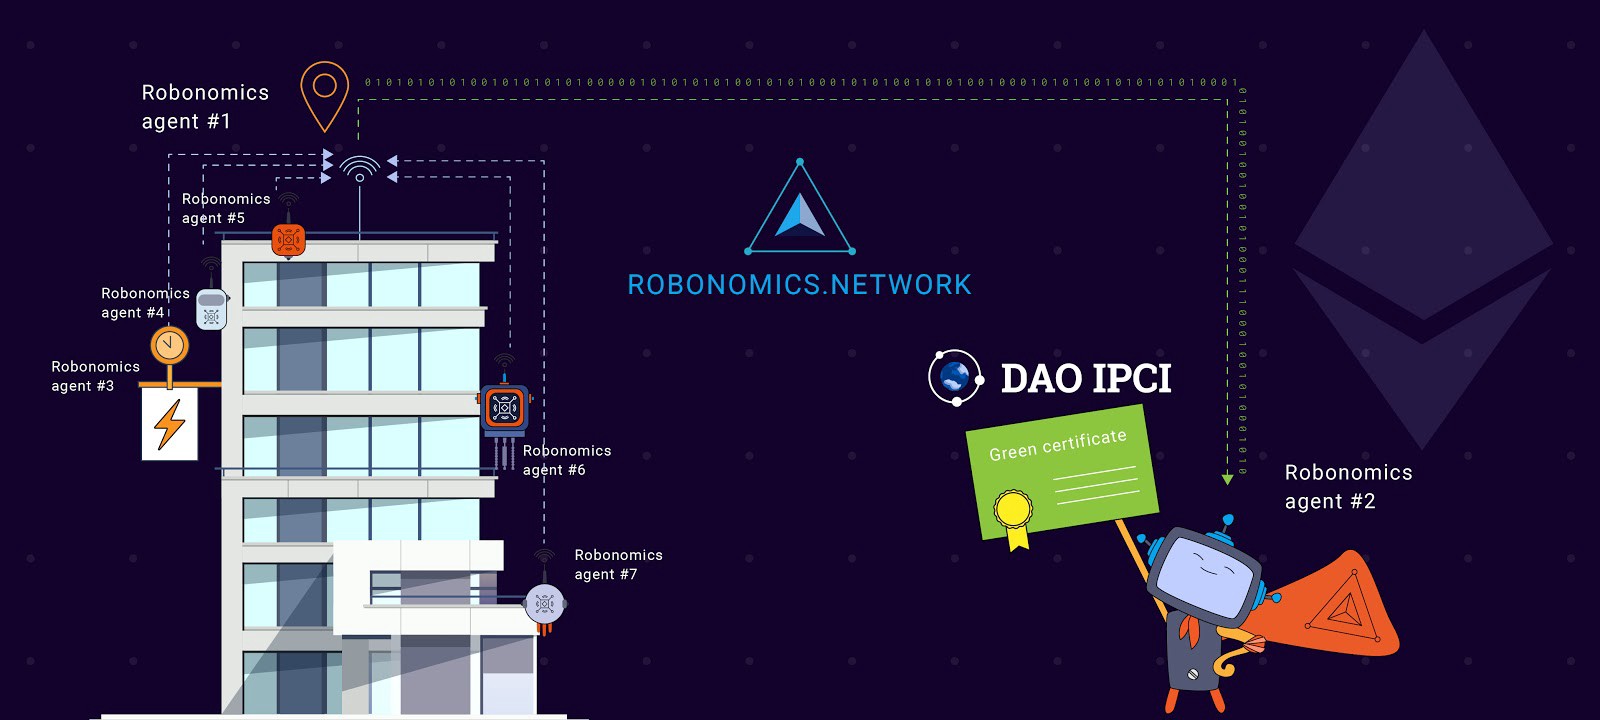 Robonomics
agent #1
Robonomics
agent #5
Robonomics
agent #4
Robonomics
agent #3
ROBONOMICS.NETWORK
DAO IPCI
Green certificate
Robonomics
agent #6
Robonomics
agent #2
Robonomics
agent #7